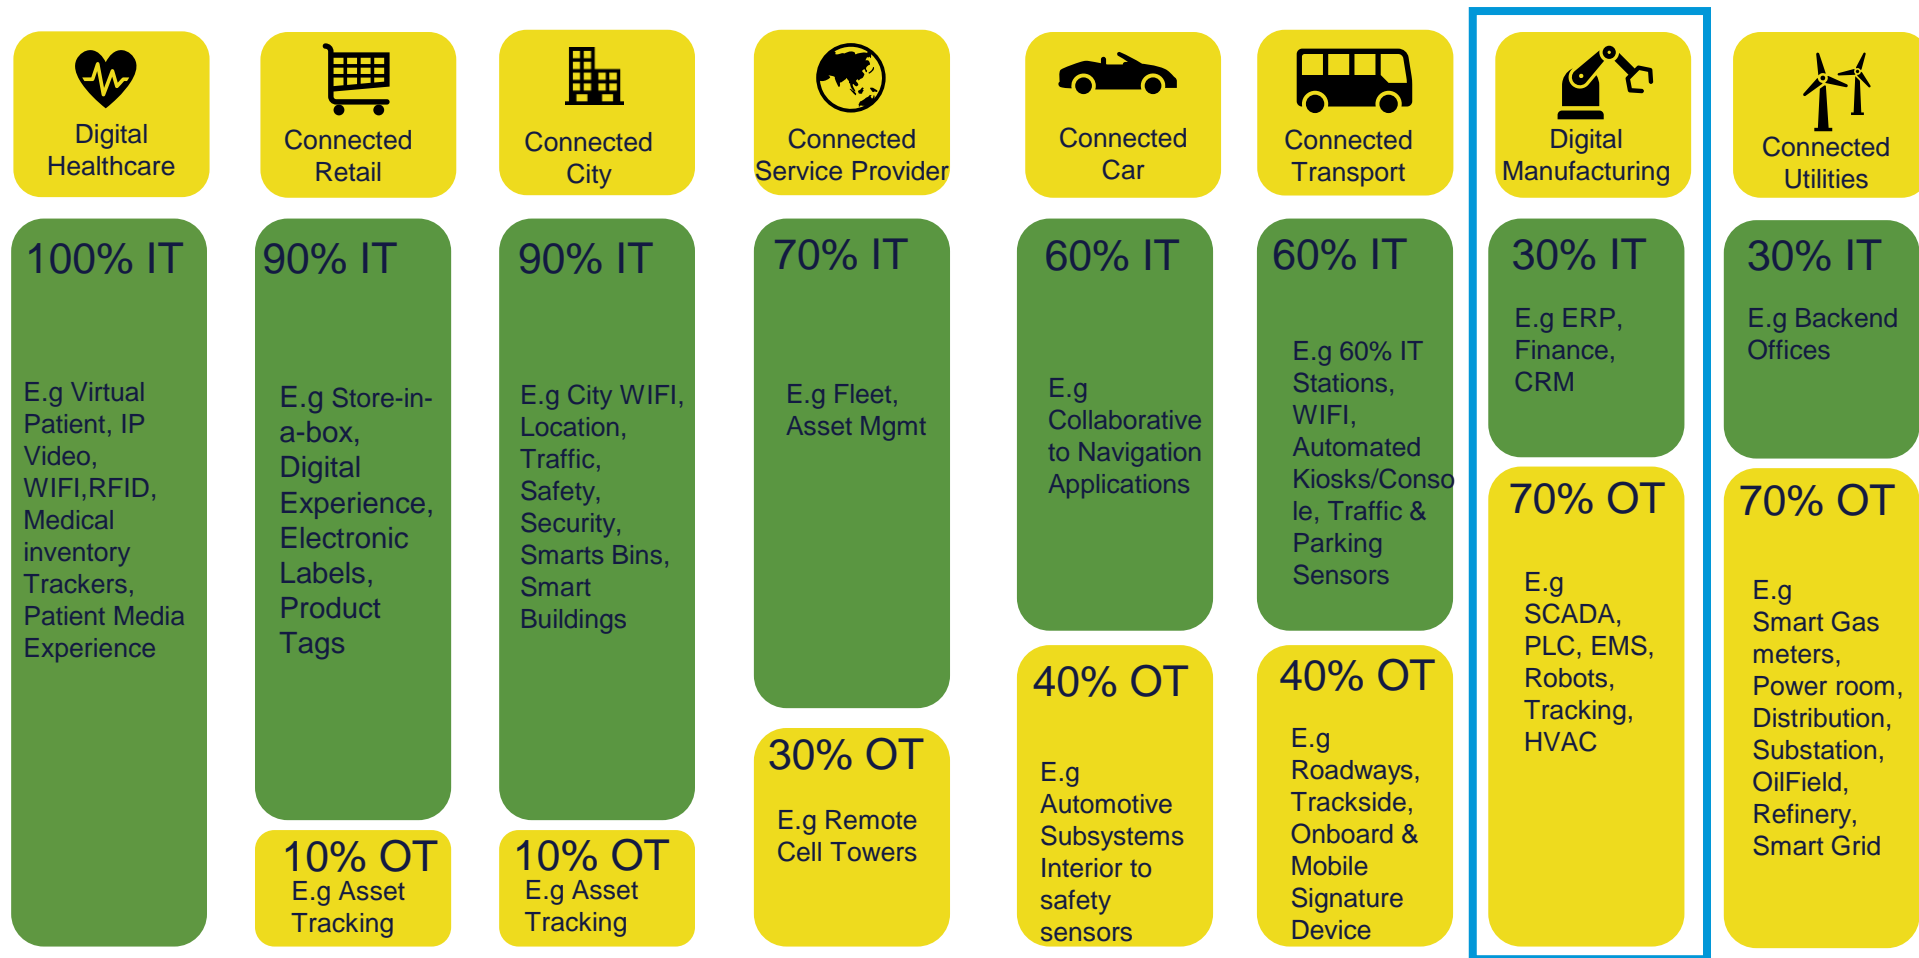 Digital
Healthcare
100% IT
E.g Virtual
Patient, IP
Video,
WIFI,RFID,
Medical
inventory
Trackers,
Patient Media
Experience
Connected
Retail
90% IT
E.g Store-in-
a-box,
Digital
Experience,
Electronic
Labels,
Product
Tags
10% OT
E.g Asset
Tracking
Connected
City
90% IT
E.g City WIFI,
Location,
Traffic,
Safety,
Security,
Smarts Bins,
Smart
Buildings
10% OT
E.g Asset
Tracking
Connected
Service Provider
70% IT
E.g Fleet,
Asset Mgmt
30% OT
E.g Remote
Cell Towers
Connected
Car
60% IT
E.g
Collaborative
to Navigation
Applications
40% OT
E.g
Automotive
Subsystems
Interior to
safety
sensors
Connected
Transport
60% IT
E.g 60% IT
Stations,
WIFI,
Automated
Kiosks/Conso
le, Traffic &
Parking
Sensors
40% OT
E.g
Roadways,
Trackside,
Onboard &
Mobile
Signature
Device
Digital
Manufacturing
30% IT
E.g ERP,
Finance,
CRM
70% OT
E.g
SCADA,
PLC, EMS,
Robots,
Tracking,
HVAC
Connected
Utilities
30% IT
E.g Backend
Offices
70% OT
E.g
Smart Gas
meters,
Power room,
Distribution,
Substation,
OilField,
Refinery,
Smart Grid